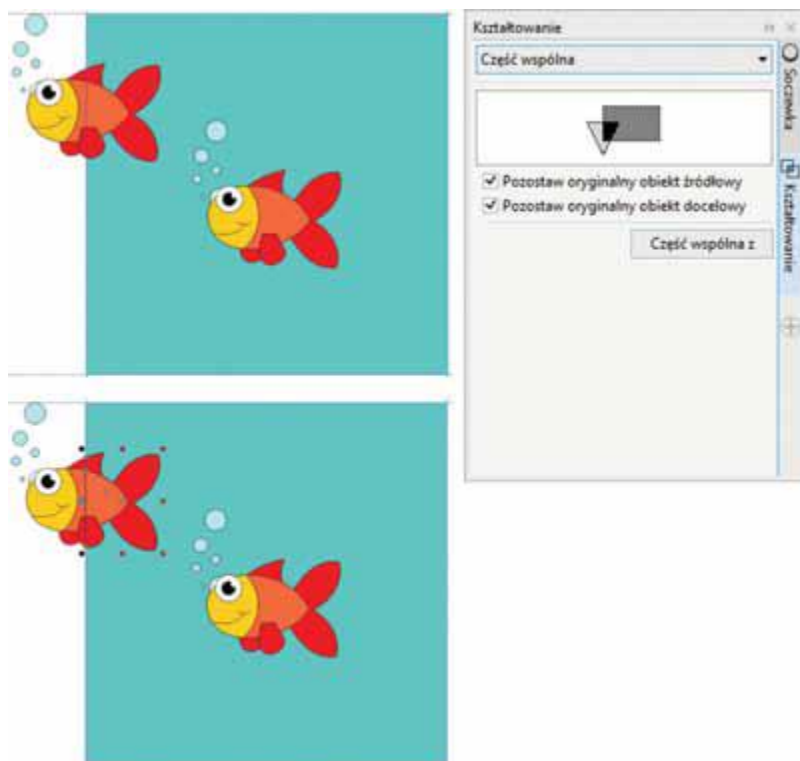 Kształtowanie
Część wspólna
Pozostaw oryginalny obiekt źródłowy
Pozostaw oryginalny obiekt docelowy
Część wspólna z
Soczewka
Kształtowanie